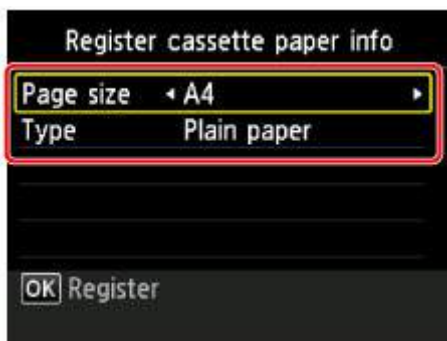 Register cassette paper info
Page size A4
Type Plain paper
OK Register